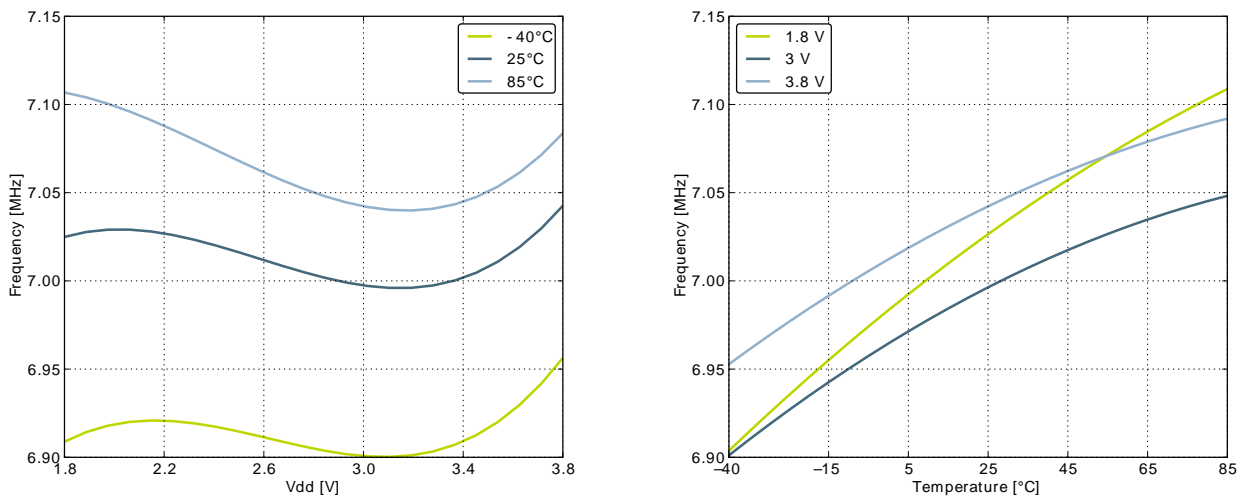 7.15
7.10
7.05
7.00
6.95
6.90
Frequency [MHz]
1.8
2.2
2.6
3.0
3.4
3.8
Vdd [V]
- 40°C
25°C
85°C
7.15
7.10
7.05
7.00
6.95
6.90
Frequency [MHz]
–40
–15
5
25
45
65
85
Temperature [°C]
1.8 V
3 V
3.8 V